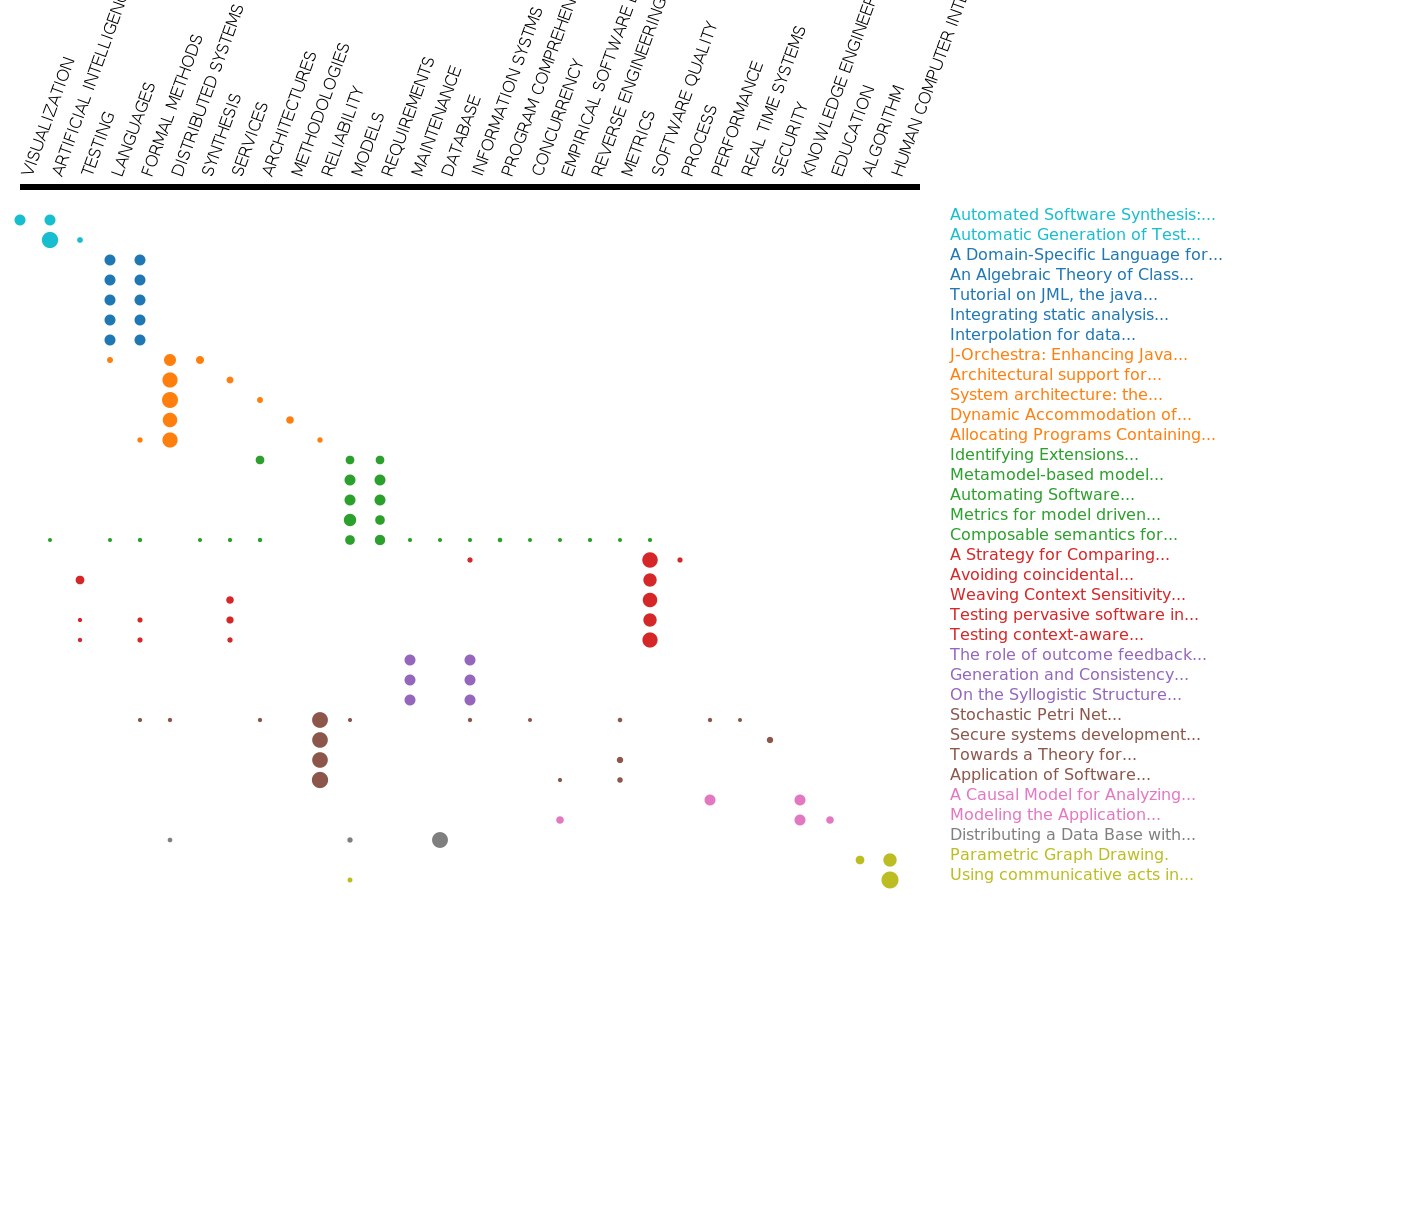 VISUALIZATION
ARTIFICIAL INTELLIGENC
TESTING
LANGUAGES
FORMAL METHODS
DISTRIBUTED SYSTEMS
SYNTHESIS
SERVICES
ARCHITECTURES
METHODOLOGIES
RELIABILITY
MODELS
REQUIREMENTS
MAINTENANCE
DATABASE
INFORMATION SYSTMS
PROGRAM COMPREHEN
CONCURRENCY
EMPIRICAL SOFTWARE
REVERSE ENGINEERING
METRICS
SOFTWARE QUALITY
PROCESS
PERFORMANCE
REAL TIME SYSTEMS
SECURITY
KNOWLEDGE ENGINEER
EDUCATION
ALGORITHM
HUMAN COMPUTER INTE
Automated Software Synthesis:...
Automatic Generation of Test...
A Domain-Specific Language for...
An Algebraic Theory of Class...
Tutorial on JML, the java...
Integrating static analysis...
Interpolation for data...
J-Orchestra: Enhancing Java...
Architectural support for...
System architecture: the...
Dynamic Accommodation of...
Allocating Programs Containing...
Identifying Extensions...
Metamodel-based model...
Automating Software...
Metrics for model driven...
Composable semantics for...
A Strategy for Comparing...
Avoiding coincidental...
Weaving Context Sensitivity...
Testing pervasive software in...
Testing context-aware...
The role of outcome feedback...
Generation and Consistency...
On the Syllogistic Structure...
Stochastic Petri Net...
Secure systems development...
Towards a Theory for...
Application of Software...
A Causal Model for Analyzing...
Modeling the Application...
Distributing a Data Base with...
Parametric Graph Drawing.
Using communicative acts in...